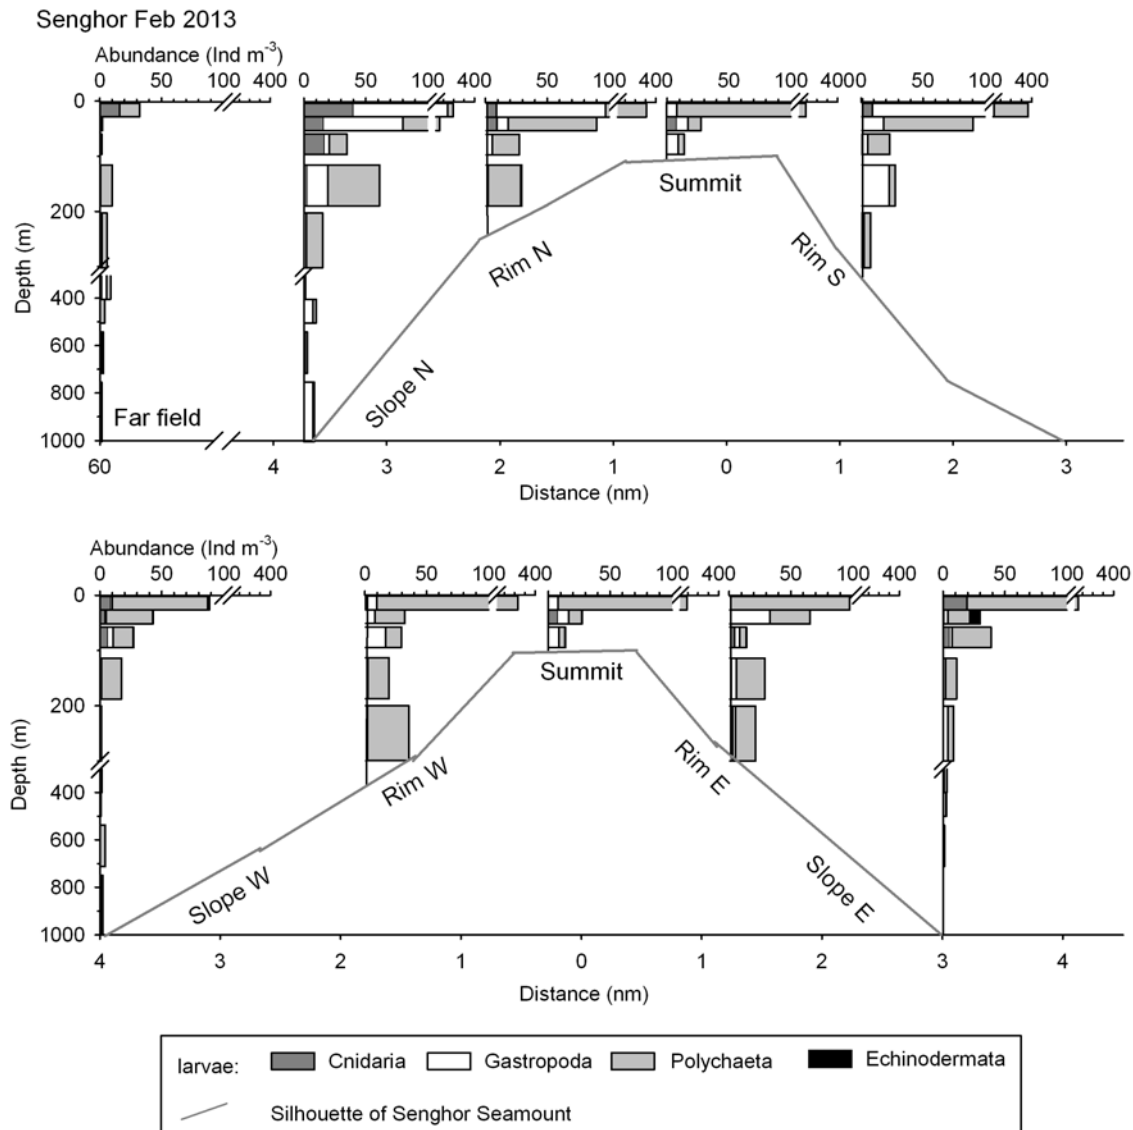 Senghor Feb 2013
Abundance (Ind m-3)
0 50 100 400 0 50 100 400 50 100 400 0 50 100 400 0 50 100 400
0
200
400
600
800
1000
Depth (m)
Summit
Rim N
Rim S
Slope N
Far field
60 4 3 2 1 0 1 2 3
Distance (nm)
Abundance (Ind m-3)
0 50 100 400 0 50 100 400 0 50 100 400 0 50 100 400 0 50 100 400
0
200
400
600
800
1000
Depth (m)
Summit
Rim W
Rim E
Slope W
Slope E
4 3 2 1 0 1 2 3 4
Distance (nm)
larvae: Cnidaria Gastropoda Polychaeta Echinodermata
Silhouette of Senghor Seamount